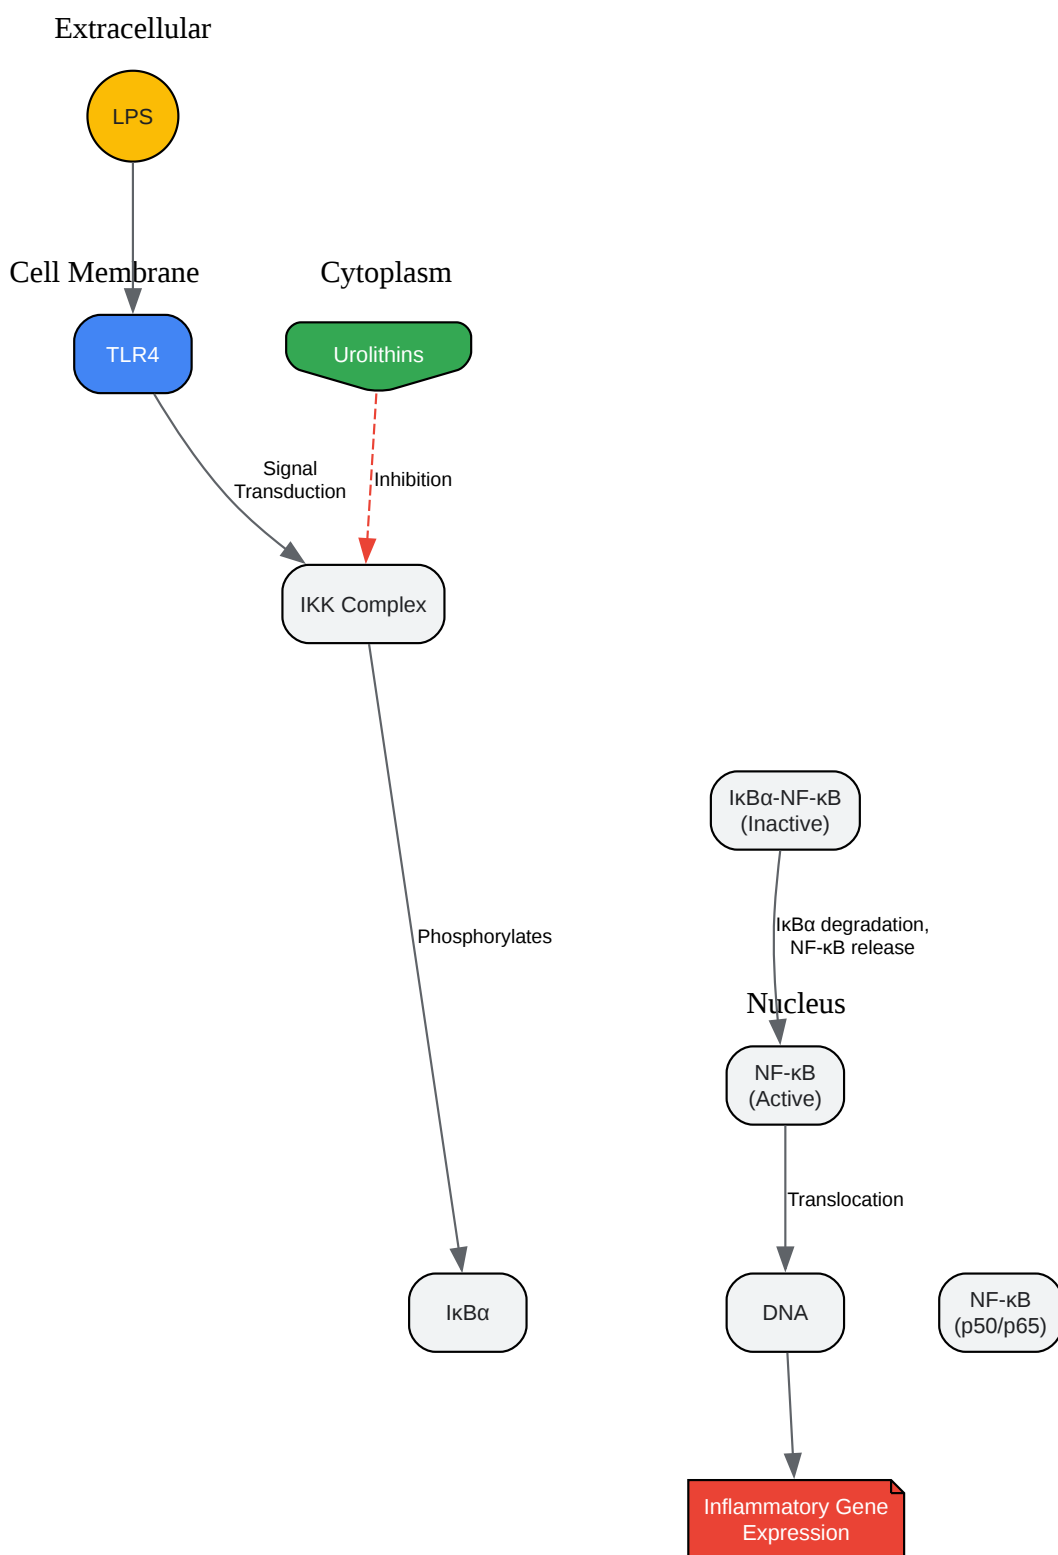 Extracellular
LPS
Cell Membrane
Cytoplasm
TLR4
Urolithins
Signal
Transduction
Inhibition
IKK Complex
IκBα-NF-κB
(Inactive)
Phosphorylates
IκBα degradation,
NF-κB release
Nucleus
NF-κB
(Active)
Translocation
IκBα
DNA
NF-κB
(p50/p65)
Inflammatory Gene
Expression